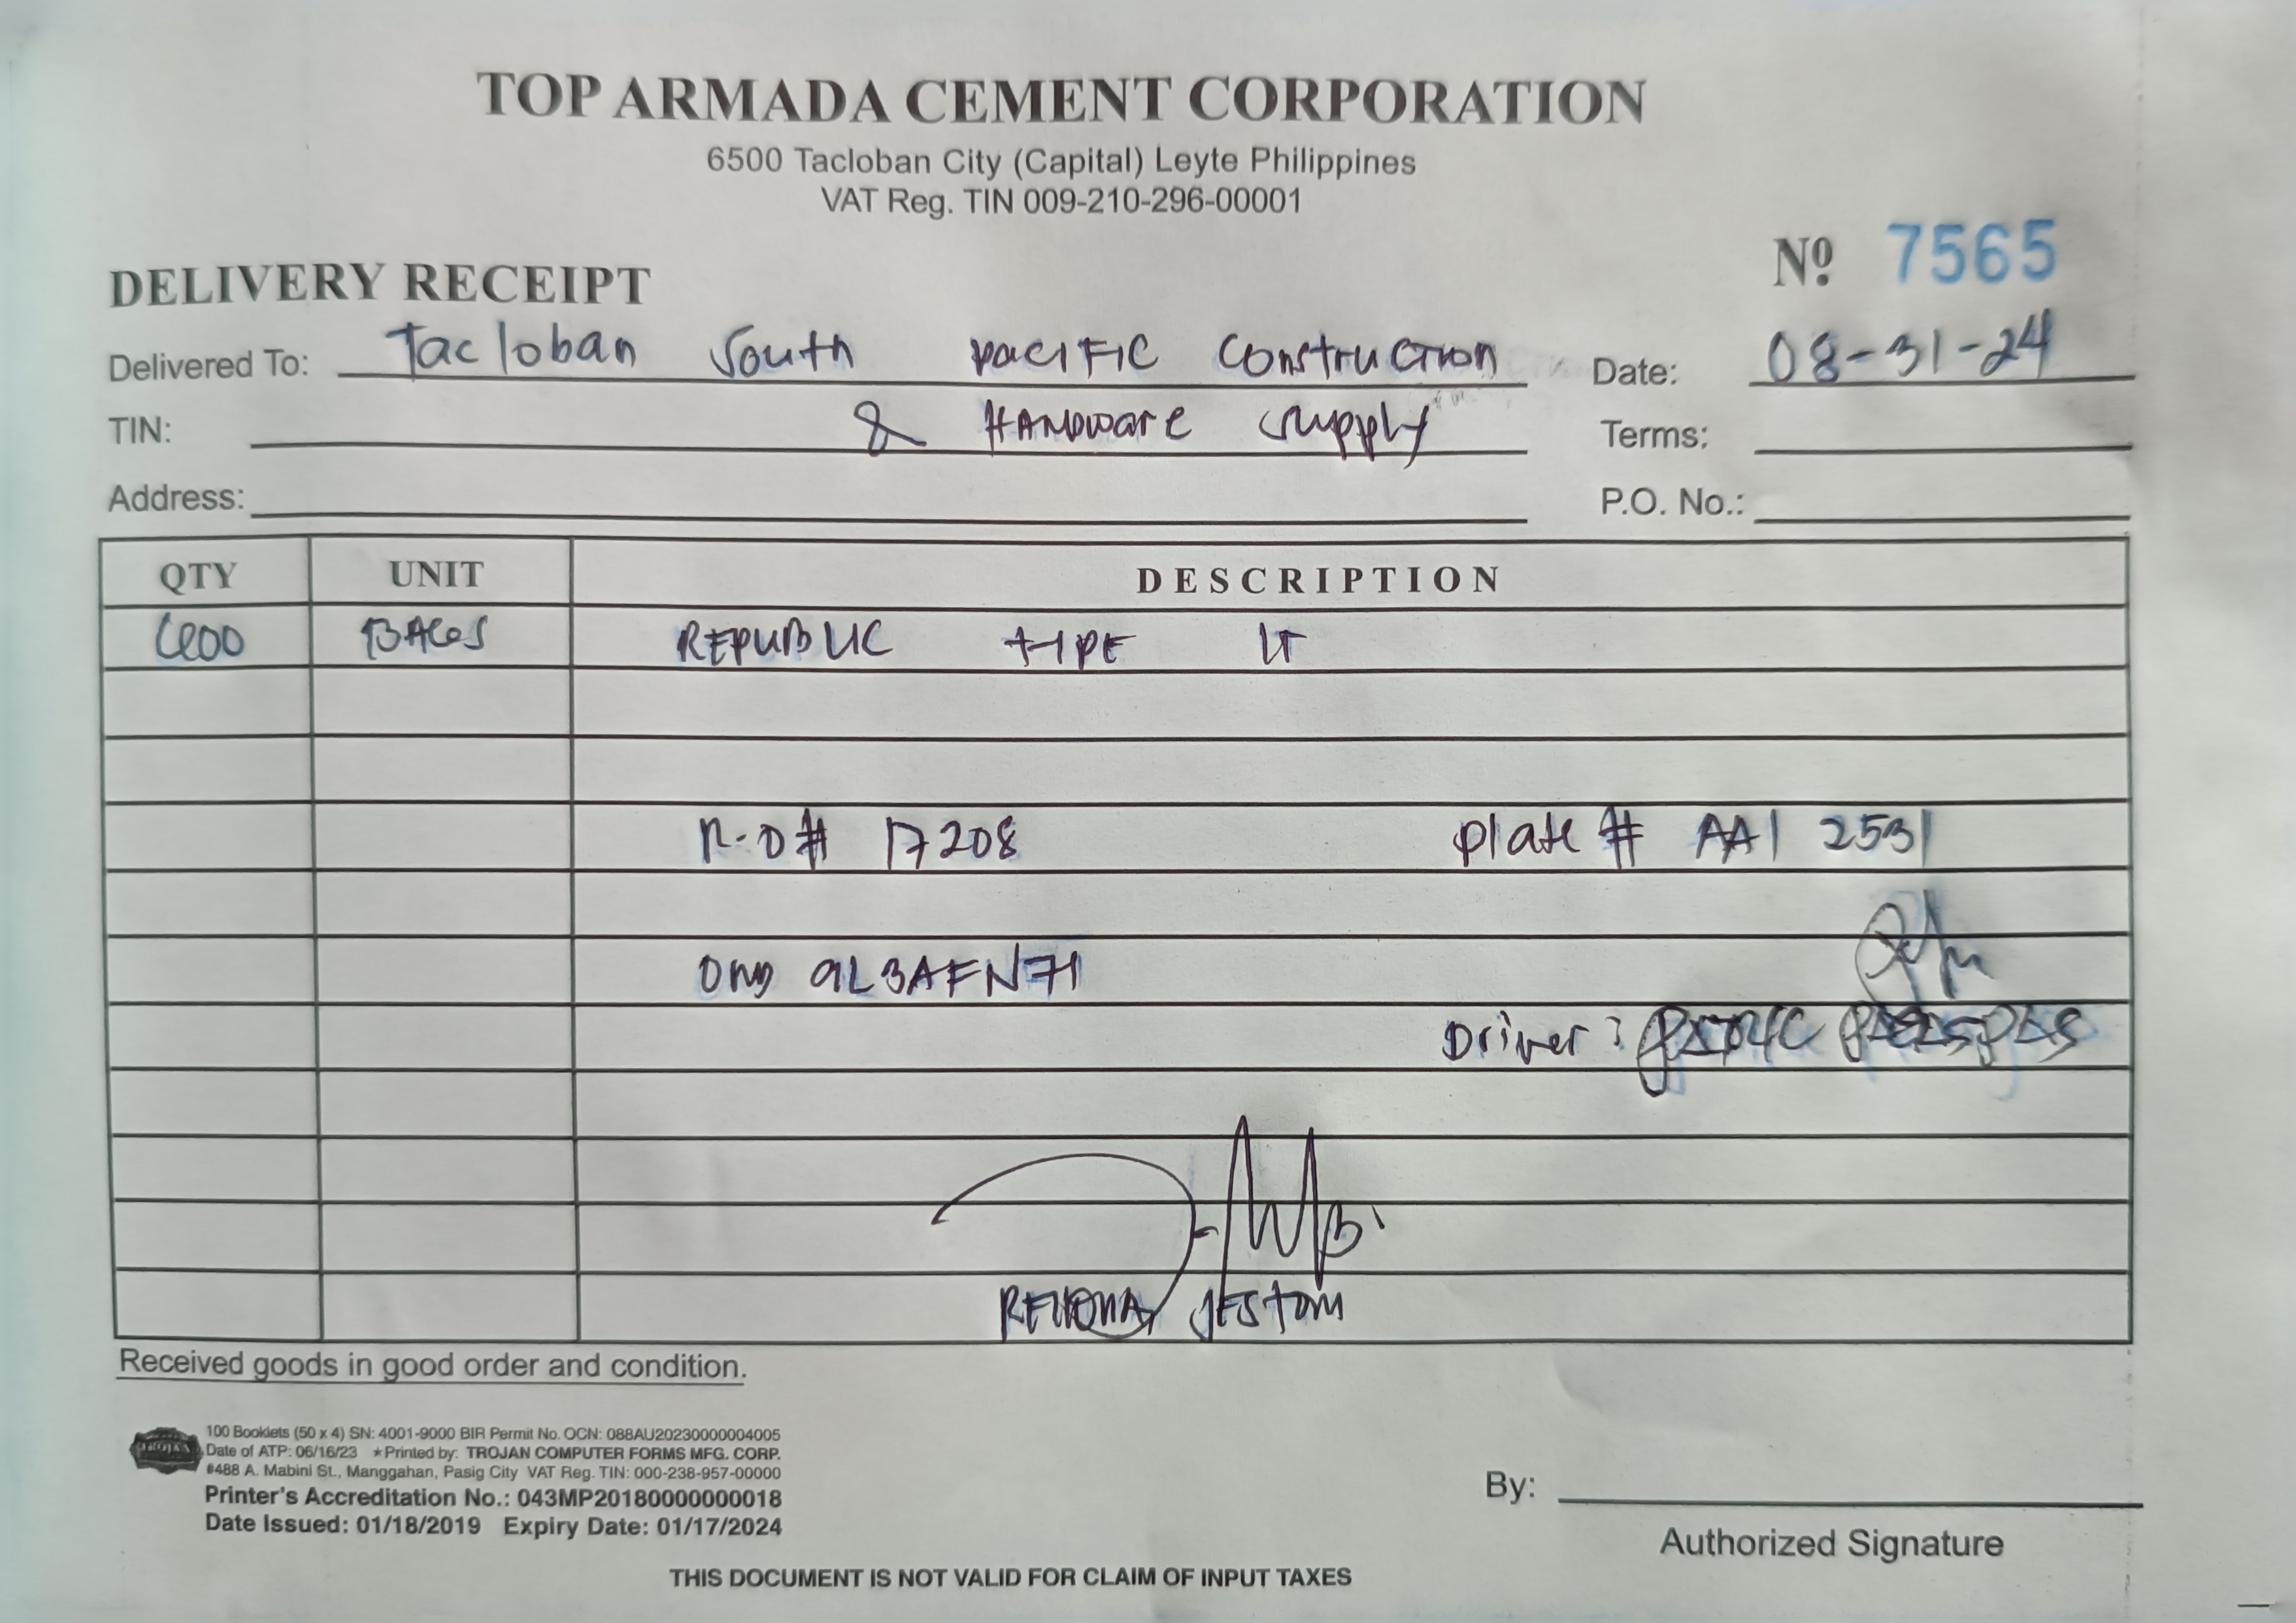 TOP ARMADA CEMENT CORPORATION
6500 Tacloban City (Capital) Leyte Philippines
VAT Reg. TIN 009-210-296-00001
Nº 7565
DELIVERY RECEIPT
Delivered To: Tacloban South Pacific Construction Date: 08-31-24
TIN: & Hardware Supply Terms:
Address: P.O. No.:
QTY UNIT DESCRIPTION
BAGS REPUBLIC TYPE
# 17208 Plate # AAI 2531
9L3AFN71
Driver:
JESTONI
Received goods in good order and condition.
TROJAN
100 Booklets (50 x 4) SN: 4001-9000 BIR Permit No. OCN: 088AU20230000004005
Date of ATP: 06/16/23 ★Printed by: TROJAN COMPUTER FORMS MFG. CORP.
#488 A. Mabini St., Manggahan, Pasig City VAT Reg. TIN: 000-238-957-00000
Printer's Accreditation No.: 043MP20180000000018
Date Issued: 01/18/2019 Expiry Date: 01/17/2024
By:
Authorized Signature
THIS DOCUMENT IS NOT VALID FOR CLAIM OF INPUT TAXES